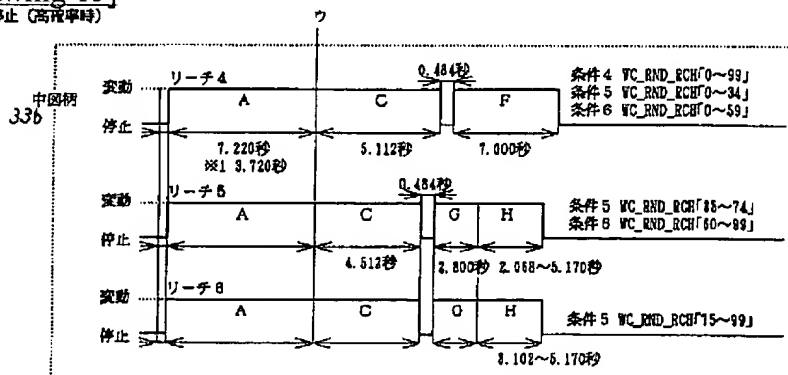 停止（高確率時）
ウ
中図柄
336
変動
停止
リーチ4
A
C
0.484秒
F
7.220秒
※1 3.720秒
5.112秒
7.000秒
条件4 WC_RND_RCH「0～99」
条件5 WC_RND_RCH「0～34」
条件6 WC_RND_RCH「0～59」
変動
停止
リーチ5
A
C
0.484秒
G
H
4.512秒
2.800秒
2.068～5.170秒
条件5 WC_RND_RCH「35～74」
条件6 WC_RND_RCH「60～99」
変動
停止
リーチ6
A
C
G
H
3.102～5.170秒
条件5 WC_RND_RCH「75～99」